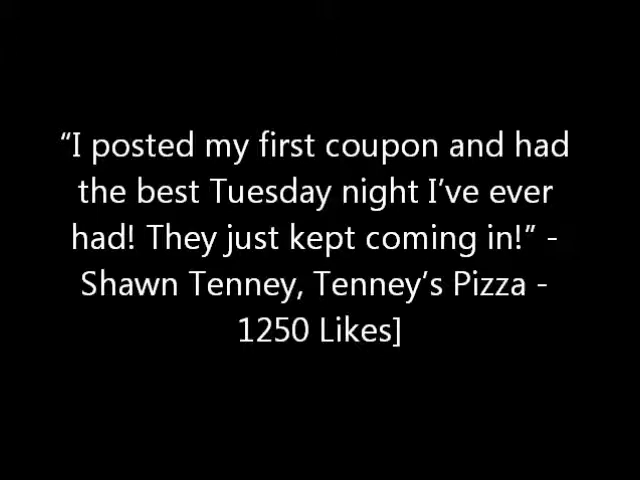 “I posted my first coupon and had
the best Tuesday night I’ve ever
had! They just kept coming in!” -
Shawn Tenney, Tenney’s Pizza -
1250 Likes]